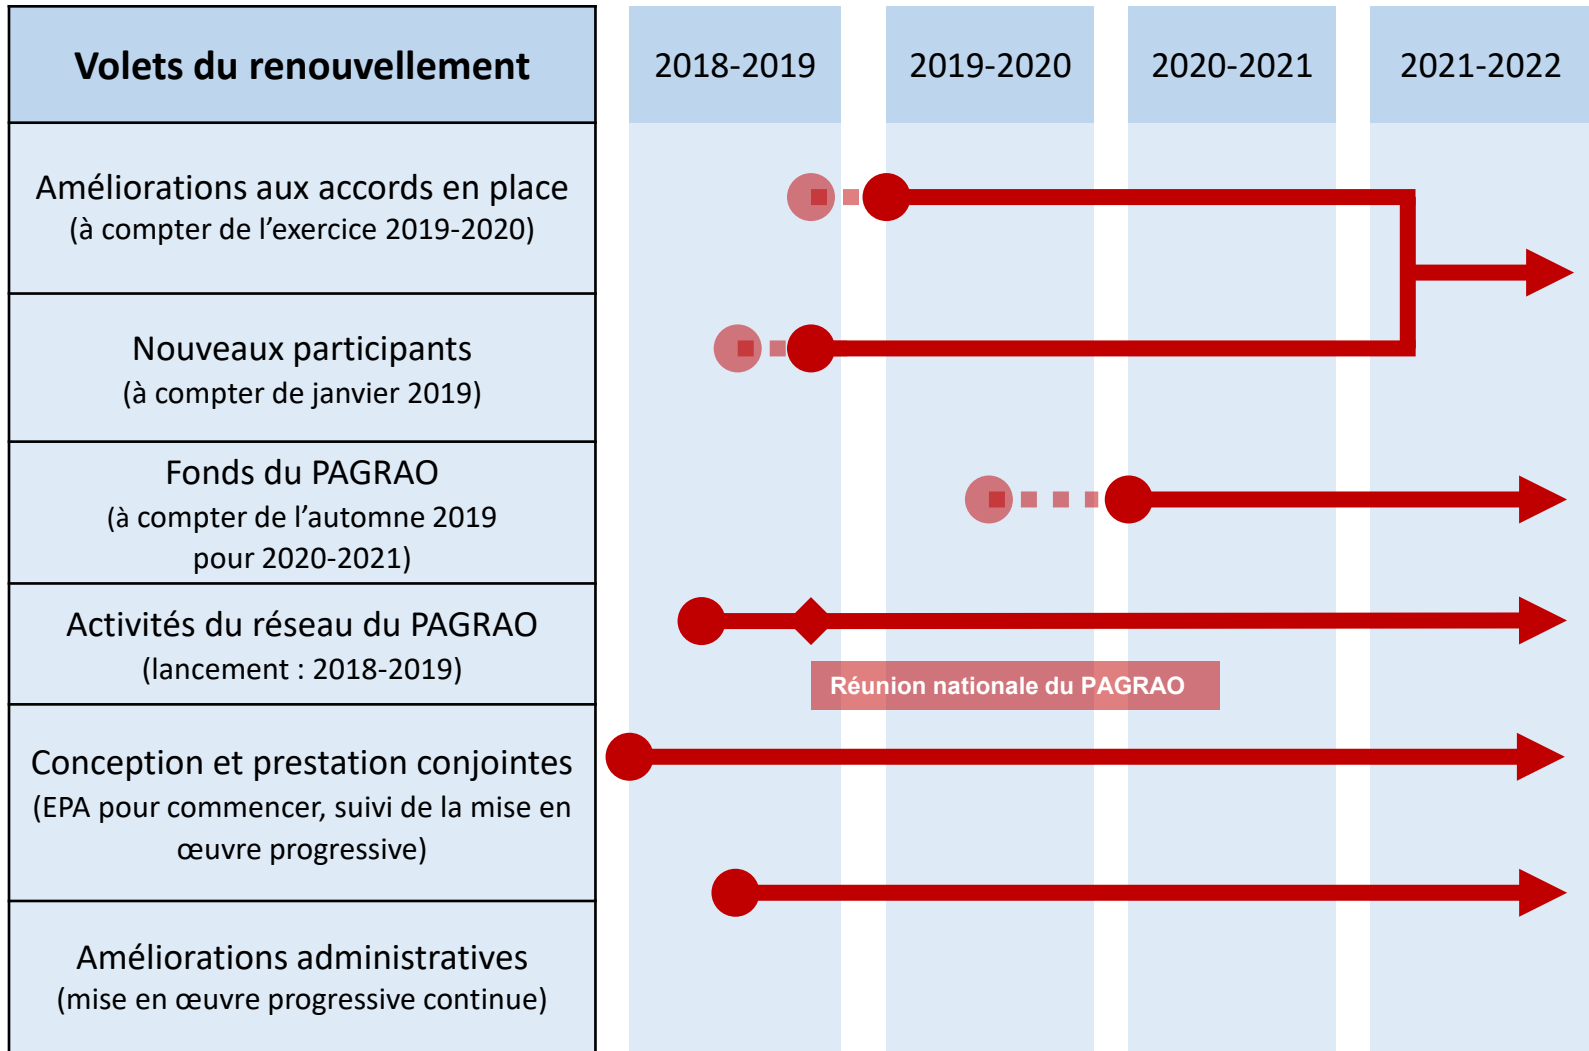 Volets du renouvellement
2018-2019
2019-2020
2020-2021
2021-2022
Améliorations aux accords en place
(à compter de l’exercice 2019-2020)
Nouveaux participants
(à compter de janvier 2019)
Fonds du PAGRAO
(à compter de l’automne 2019
pour 2020-2021)
Activités du réseau du PAGRAO
(lancement : 2018-2019)
Réunion nationale du PAGRAO
Conception et prestation conjointes
(EPA pour commencer, suivi de la mise en
œuvre progressive)
Améliorations administratives
(mise en œuvre progressive continue)